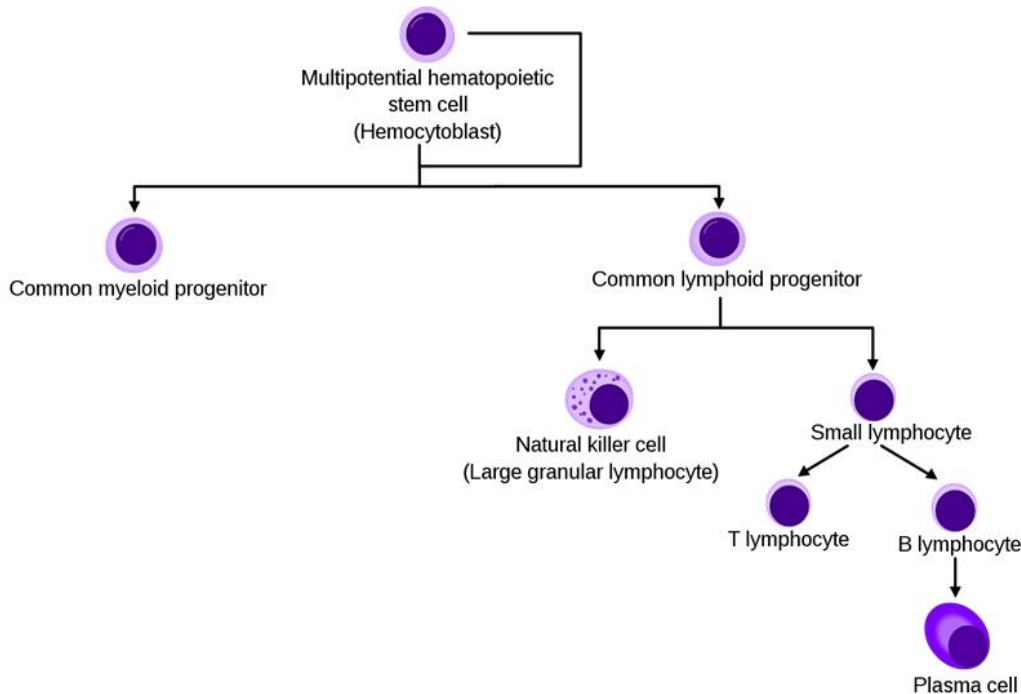 Multipotential hematopoietic
stem cell
(Hemocytoblast)
Common myeloid progenitor
Common lymphoid progenitor
Natural killer cell
(Large granular lymphocyte)
Small lymphocyte
T lymphocyte
B lymphocyte
Plasma cell